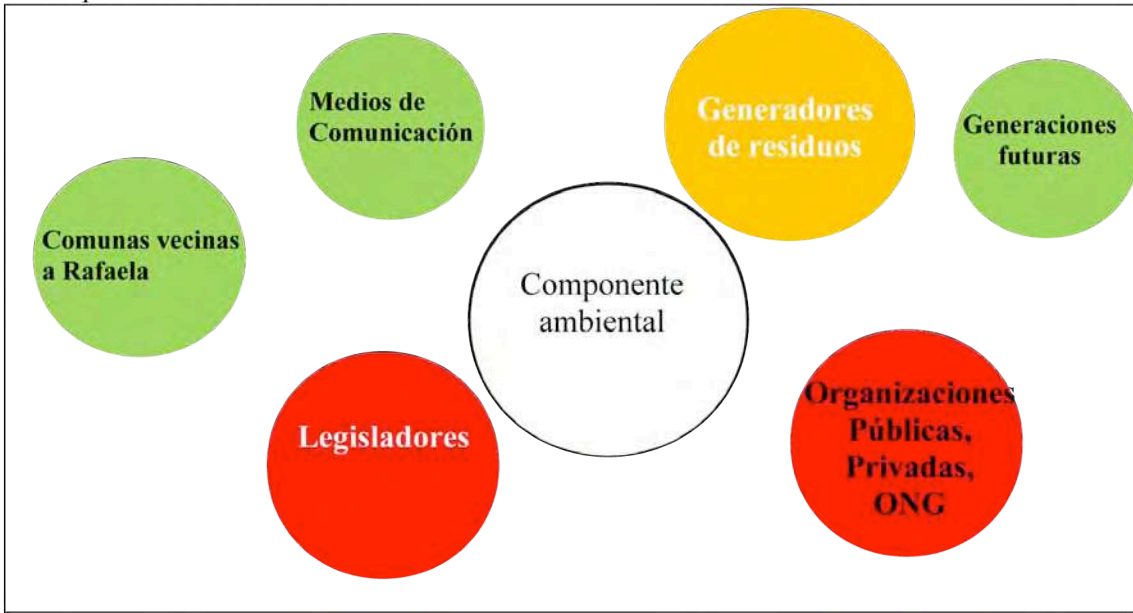 Medios de
Comunicación
Generadores
de residuos
Generaciones
futuras
Comunas vecinas
a Rafaela
Componente
ambiental
Legisladores
Organizaciones
Públicas,
Privadas,
ONG